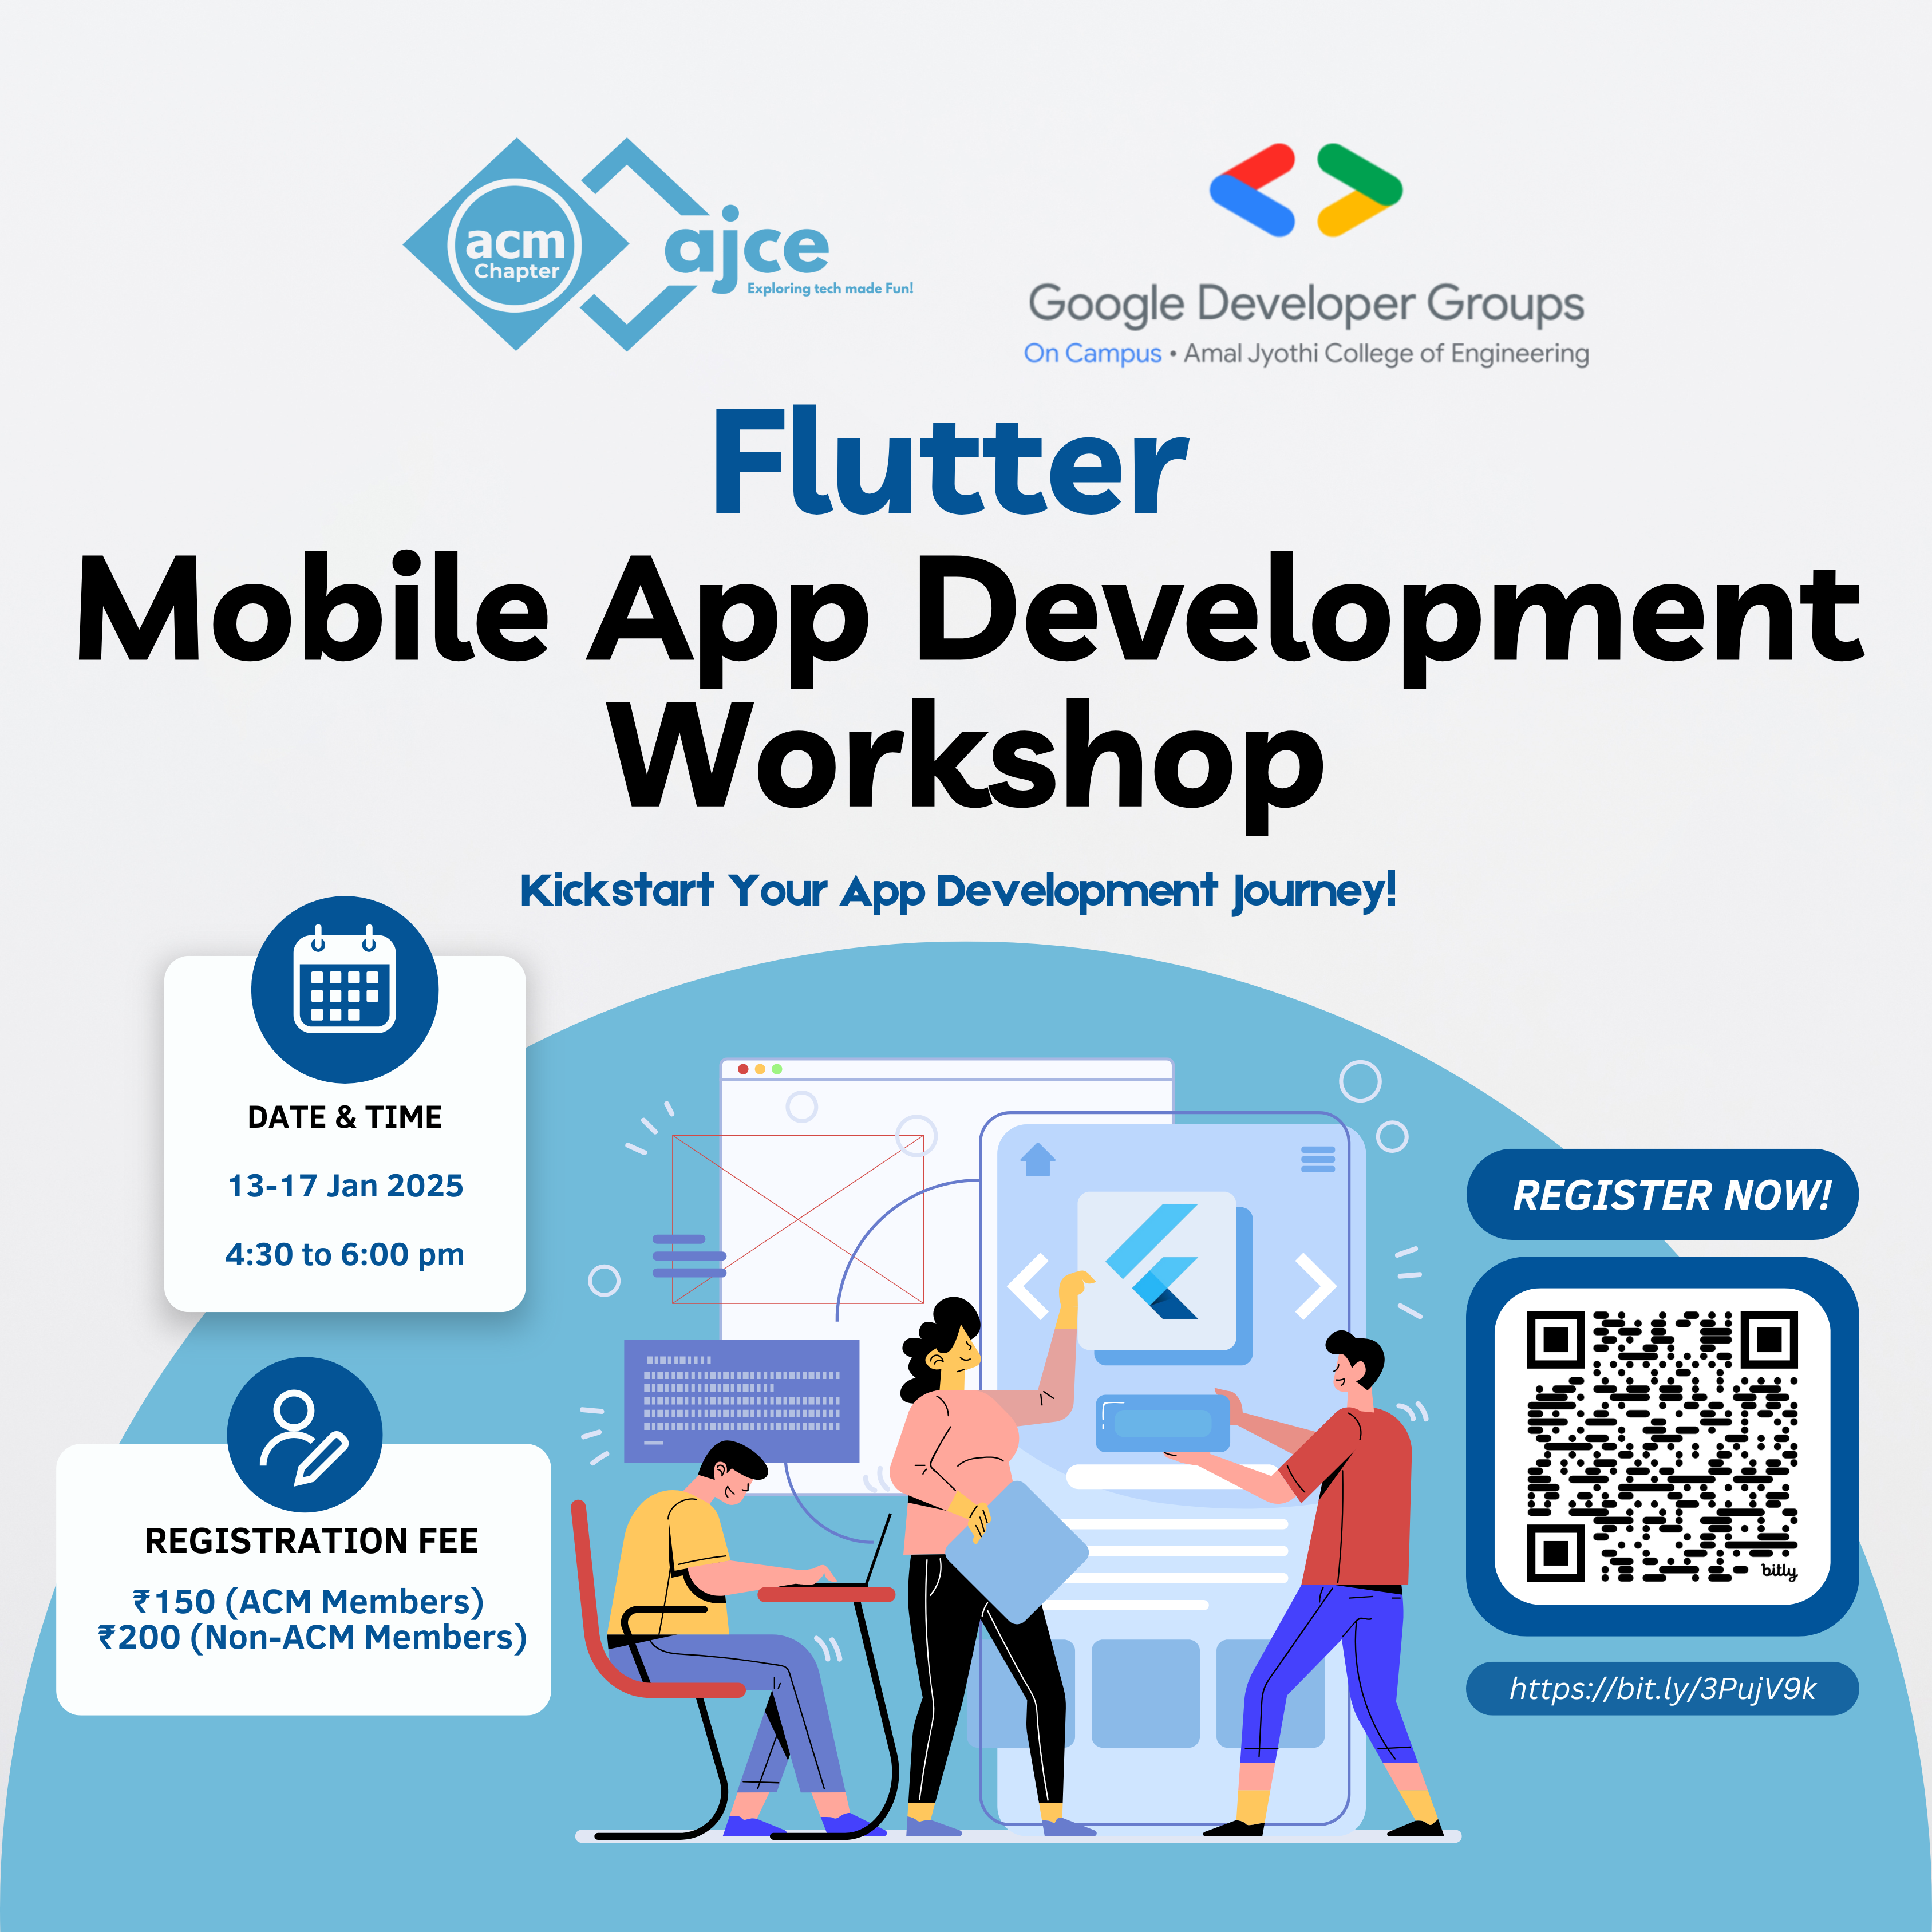 acm
Chapter
ajce
Exploring tech made Fun!
Google Developer Groups
On Campus • Amal Jyothi College of Engineering
Flutter
Mobile App Development
Workshop
Kickstart Your App Development Journey!
DATE & TIME
13-17 Jan 2025
4:30 to 6:00 pm
REGISTRATION FEE
₹150 (ACM Members)
₹200 (Non-ACM Members)
REGISTER NOW!
bitly
https://bit.ly/3PujV9k